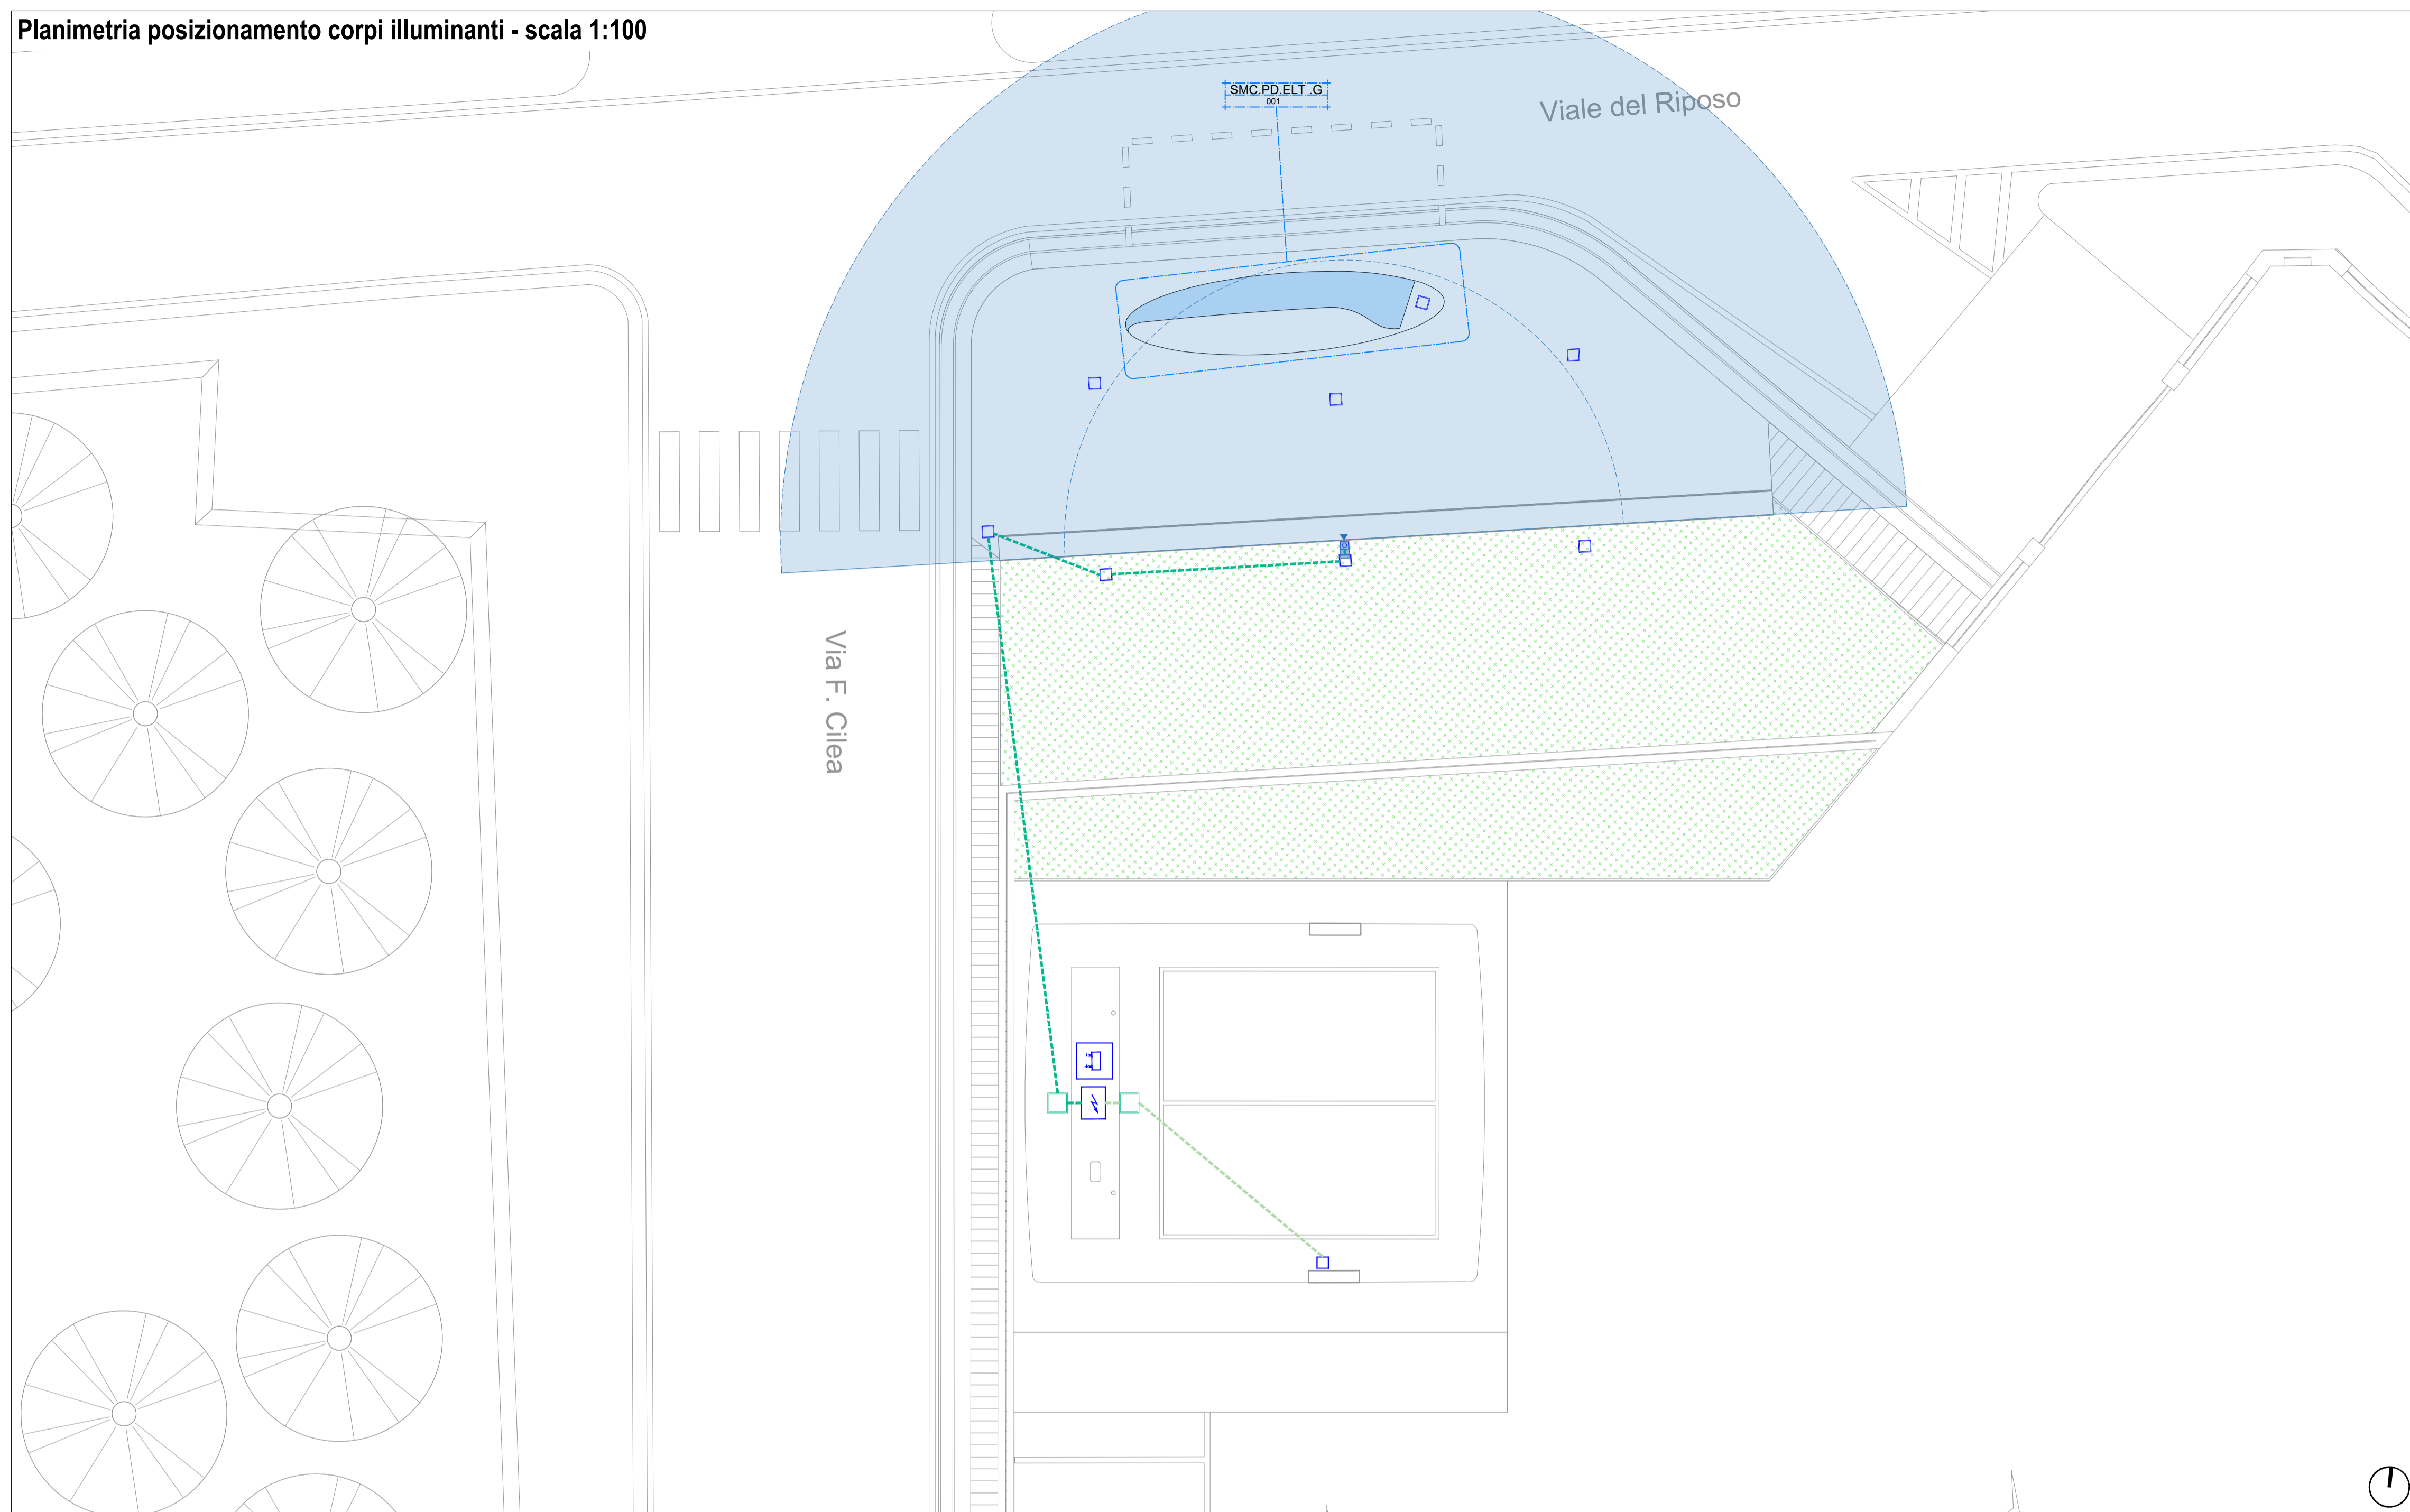 Planimetria posizionamento corpi illuminanti - scala 1:100
SMC.PD.ELT .G
001
Viale del Riposo
Via F. Cilea